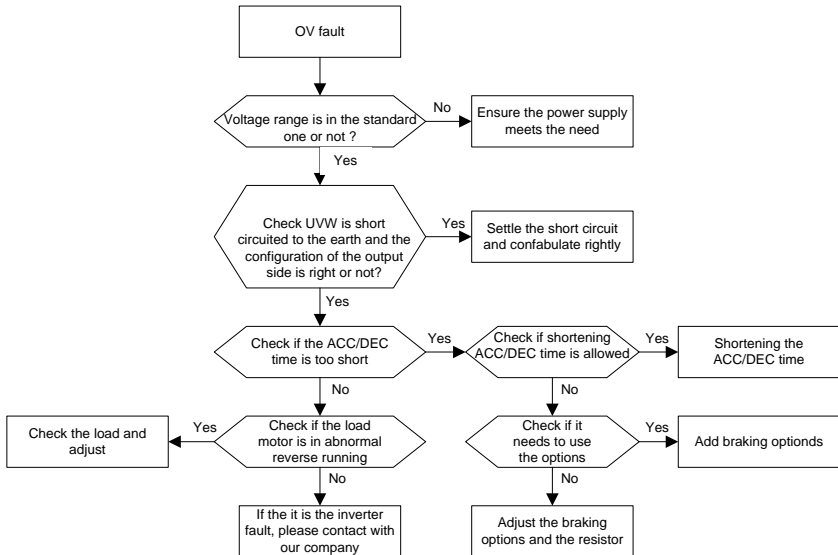 OV fault
Voltage range is in the standard
one or not ?
No
Ensure the power supply
meets the need
Yes
Check UVW is short
circuited to the earth and the
configuration of the output
side is right or not?
Yes
Settle the short circuit
and confabulate rightly
Yes
Check if the ACC/DEC
time is too short
Yes
Check if shortening
ACC/DEC time is allowed
Yes
Shortening the
ACC/DEC time
No
No
Check the load and
adjust
Yes
Check if the load
motor is in abnormal
reverse running
Check if it
needs to use
the options
Yes
Add braking optionds
No
No
If the it is the inverter
fault, please contact with
our company
Adjust the braking
options and the resistor